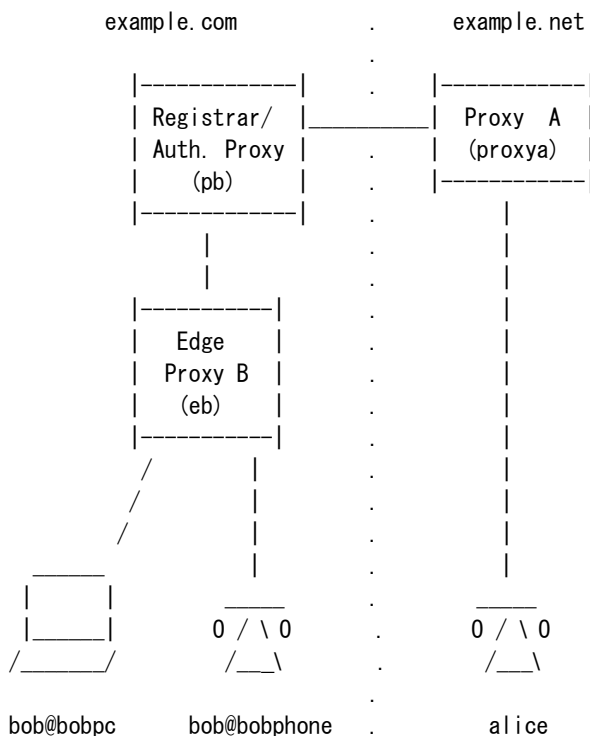 example.com . example.net
Registrar/ Proxy A
Auth. Proxy (proxya)
(pb)
Edge
Proxy B
(eb)
O / \ O O / \ O
bob@bobpc bob@bobphone . alice